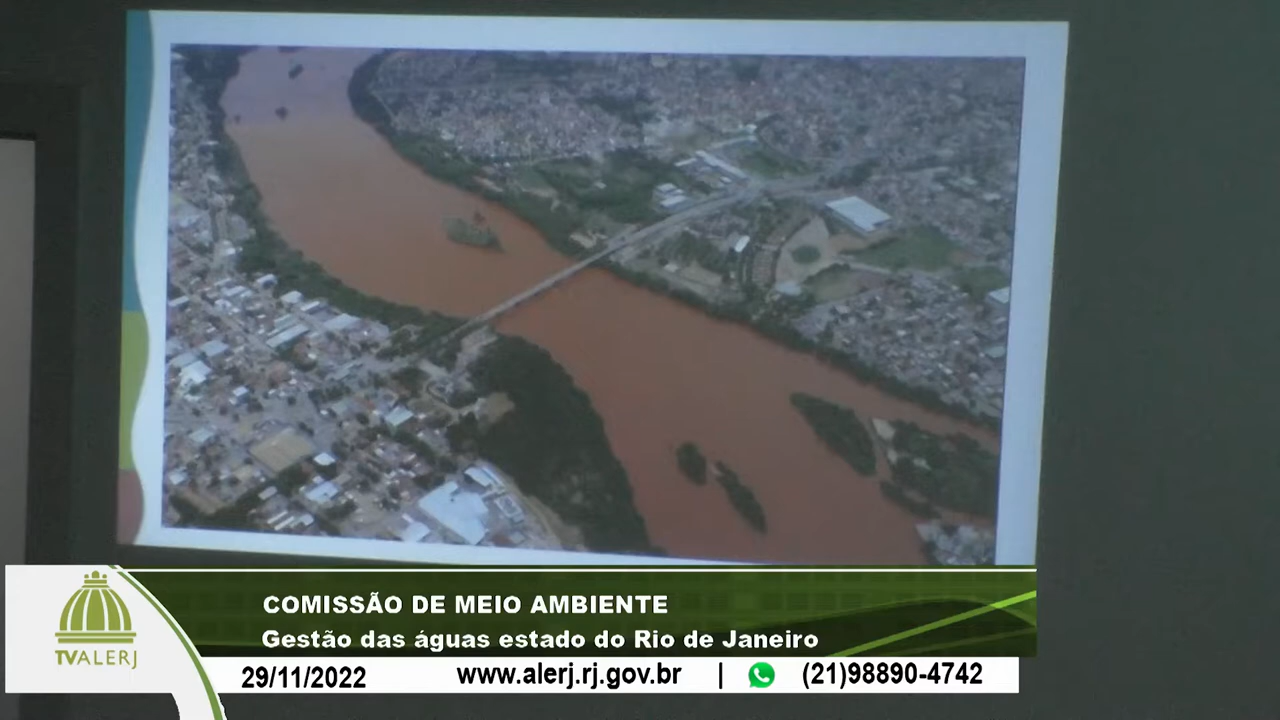 COMISSÃO DE MEIO AMBIENTE
Gestão das águas estado do Rio de Janeiro
TVALERJ
29/11/2022 www.alerj.rj.gov.br | (21)98890-4742